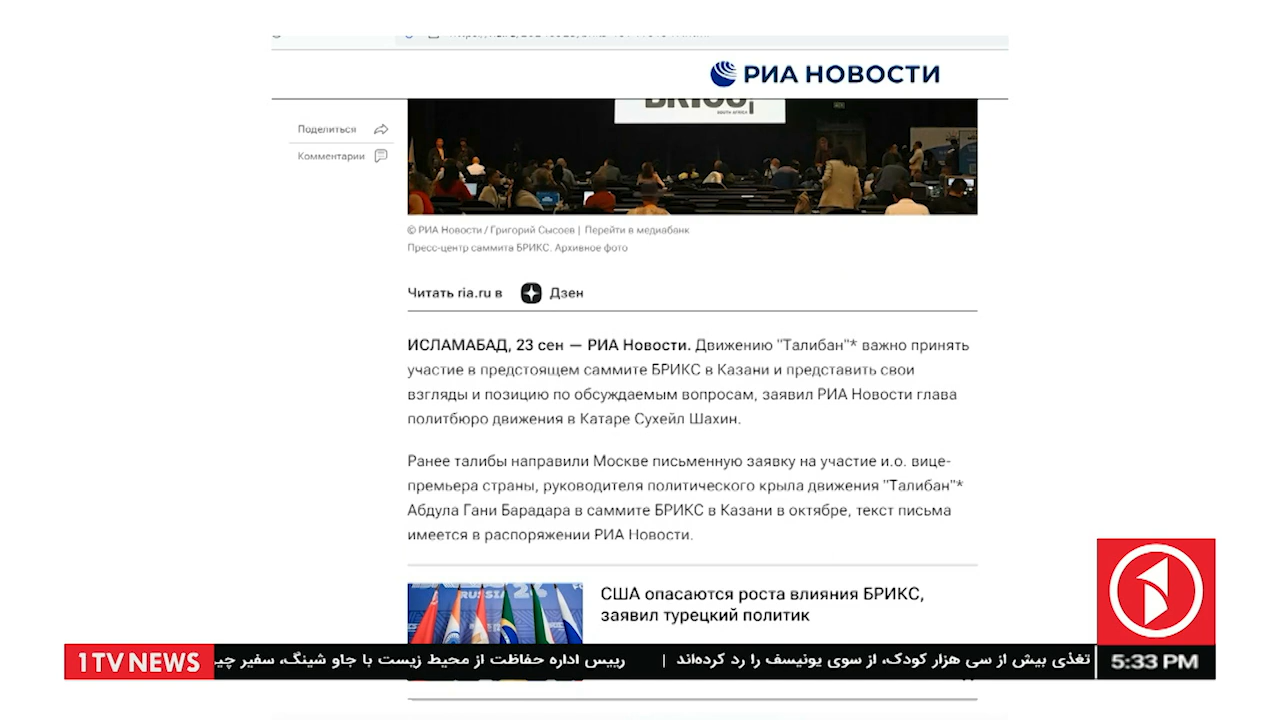 РИА НОВОСТИ
Поделиться
Комментарии
BRICS
SOUTH AFRICA
© РИА Новости / Григорий Сысоев | Перейти в медиабанк
Пресс-центр саммита БРИКС. Архивное фото
Читать ria.ru в Дзен
ИСЛАМАБАД, 23 сен — РИА Новости. Движению "Талибан"* важно принять
участие в предстоящем саммите БРИКС в Казани и представить свои
взгляды и позицию по обсуждаемым вопросам, заявил РИА Новости глава
политбюро движения в Катаре Сухейл Шахин.
Ранее талибы направили Москве письменную заявку на участие и.о. вице-
премьера страны, руководителя политического крыла движения "Талибан"*
Абдула Гани Барадара в саммите БРИКС в Казани в октябре, текст письма
имеется в распоряжении РИА Новости.
RUSSIA
США опасаются роста влияния БРИКС,
заявил турецкий политик
1TV NEWS
تغذی بیش از سی هزار کودک، از سوی یونیسف را رد کرده‌اند | رییس اداره حفاظت از محیط زیست با جاو شینگ، سفیر چی
5:33 PM